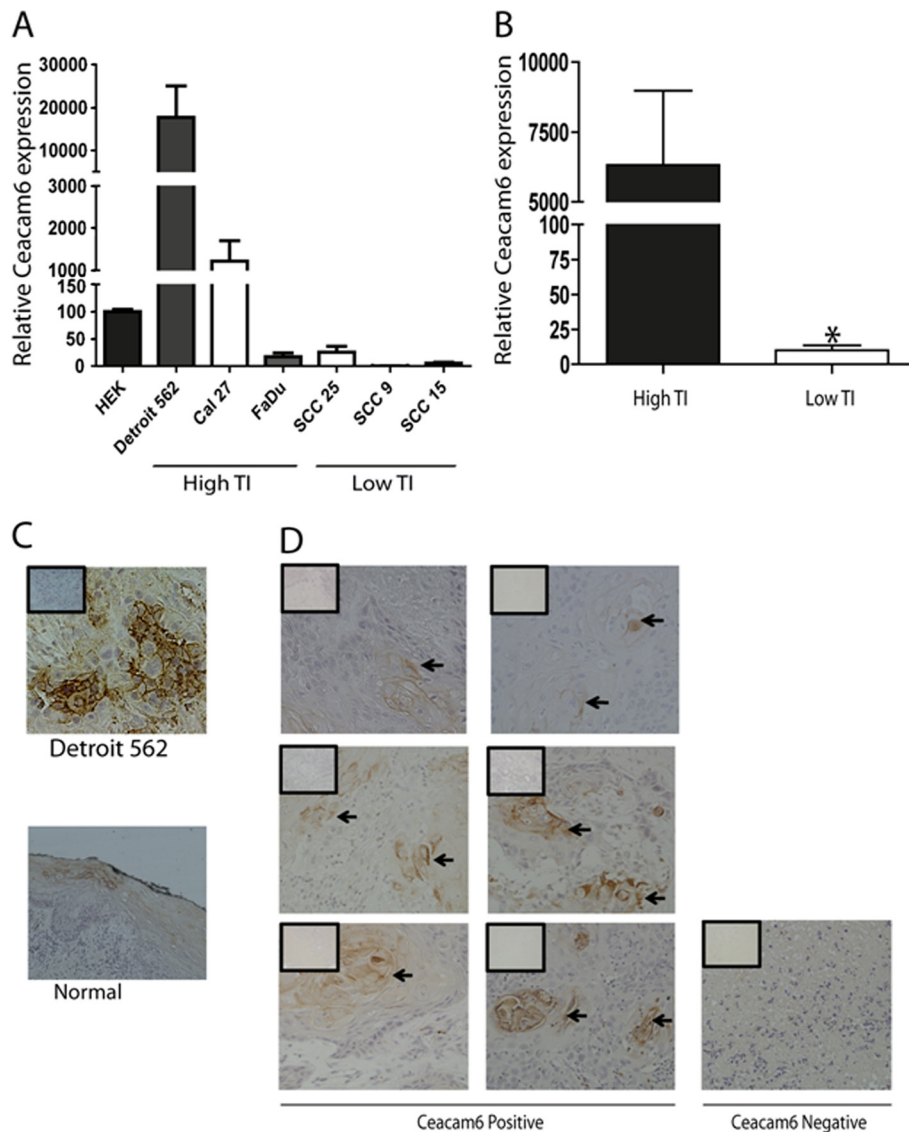 A
Relative Ceacam6 expression
30000
20000
10000
3000
2000
1000
150
100
50
0
HEK
Detroit 562
Cal 27
FaDu
SCC 25
SCC 9
SCC 15
High TI
Low TI
B
Relative Ceacam6 expression
10000
7500
5000
100
75
50
25
0
*
High TI
Low TI
C
Detroit 562
Normal
D
Ceacam6 Positive
Ceacam6 Negative